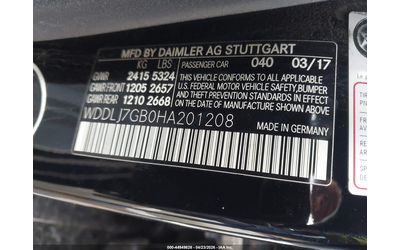 MFD. BY DAIMLER AG STUTTGART
KG LBS PASSENGER CAR 040 03/17
GVWR 2415 5324
GAWR FRONT 1205 2657
GAWR REAR 1210 2668
THIS VEHICLE CONFORMS TO ALL APPLICABLE
U.S. FEDERAL MOTOR VEHICLE SAFETY, BUMPER,
AND THEFT PREVENTION STANDARDS IN EFFECT
ON THE DATE OF MANUFACTURE SHOWN ABOVE.
WDDLJ7GB0HA201208
MADE IN GERMANY